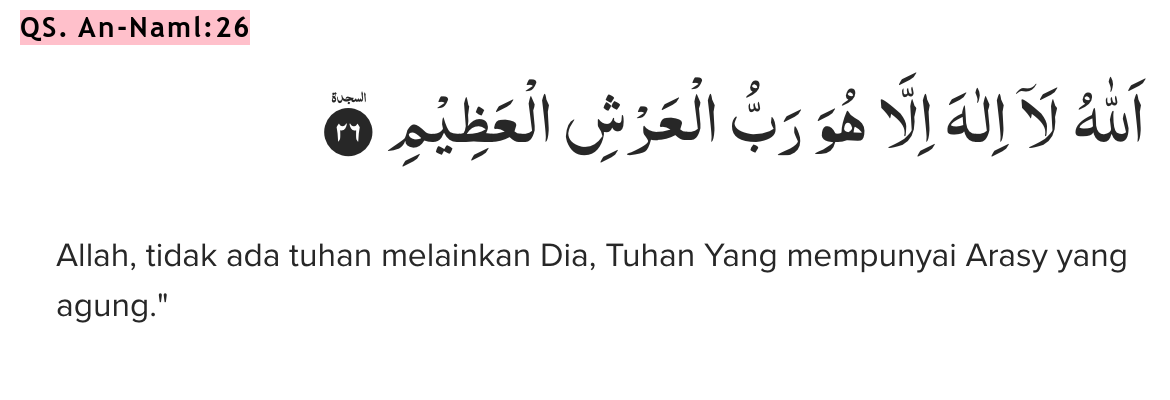 QS. An-Naml:26
اَللّٰهُ لَآ اِلٰهَ اِلَّا هُوَ رَبُّ الْعَرْشِ الْعَظِيْمِ ۩ ٢٦
السجدة
Allah, tidak ada tuhan melainkan Dia, Tuhan Yang mempunyai Arasy yang
agung."